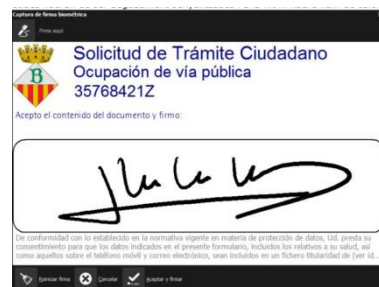 Captura de firma biométrica
Firme aquí:
B
Solicitud de Trámite Ciudadano
Ocupación de vía pública
35768421Z
Acepto el contenido del documento y firmo:
De conformidad con lo establecido en la normativa vigente en materia de protección de datos, Ud. presta su
consentimiento para que los datos indicados en el presente formulario, incluidos los relativos a su salud, así
como aquellos sobre el teléfono móvil y correo electrónico, sean incluidos en un fichero titularidad de (ver id...
Reiniciar firma
Cancelar
Aceptar y firmar